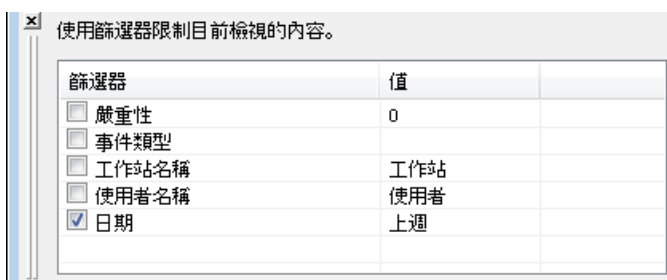 使用篩選器限制目前檢視的內容。
篩選器 值
嚴重性 0
事件類型
工作站名稱 工作站
使用者名稱 使用者
日期 上週